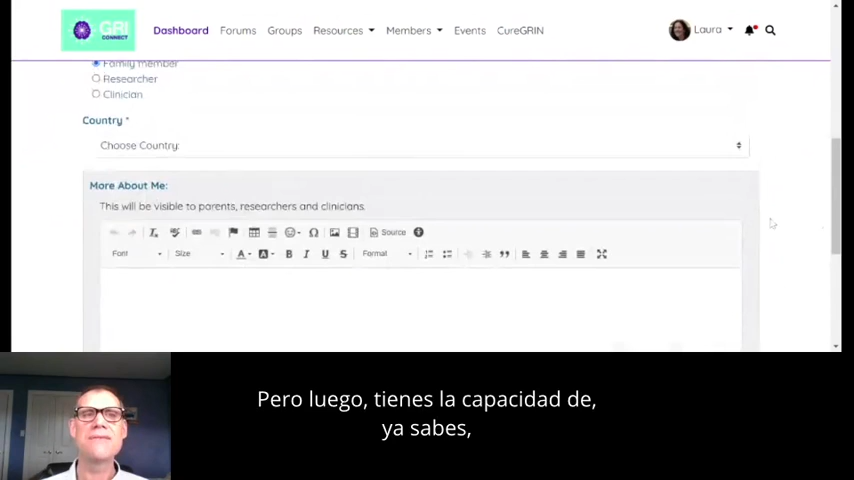 GRI
CONNECT
Dashboard Forums Groups Resources Members Events CureGRIN Laura
Family member
Researcher
Clinician
Country *
Choose Country:
More About Me:
This will be visible to parents, researchers and clinicians.
Source
Font Size A A B I U S Format
Pero luego, tienes la capacidad de,
ya sabes,